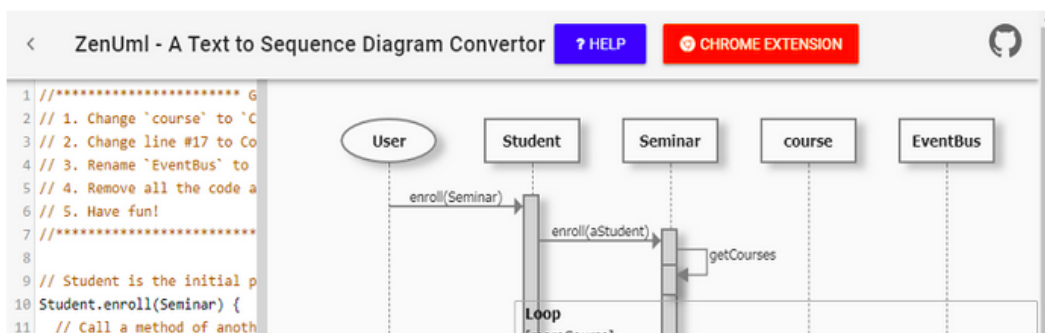 ZenUml - A Text to Sequence Diagram Convertor
? HELP
CHROME EXTENSION
1 //*********************** G
2 // 1. Change `course` to `C
3 // 2. Change line #17 to Co
4 // 3. Rename `EventBus` to
5 // 4. Remove all the code a
6 // 5. Have fun!
7 //*************************
8
9 // Student is the initial p
10 Student.enroll(Seminar) {
11 // Call a method of anoth
User
Student
Seminar
course
EventBus
enroll(Seminar)
enroll(aStudent)
getCourses
Loop